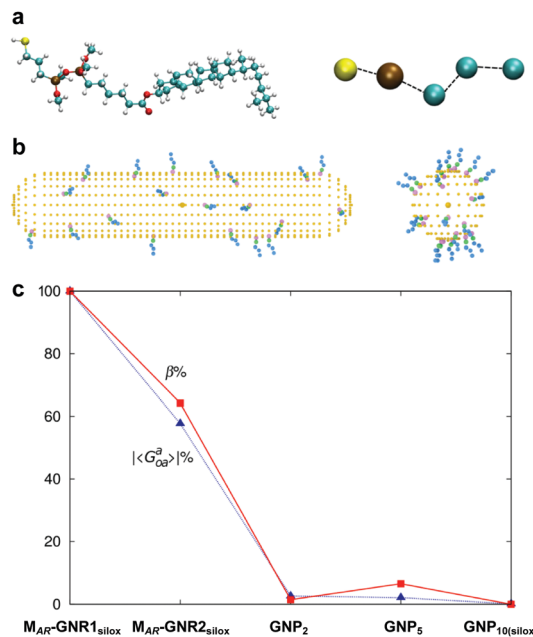 a
b
c
100
80
60
40
20
0
β%
|<G^a_oa>|%
M_AR-GNR1_silox
M_AR-GNR2_silox
GNP_2
GNP_5
GNP_10(silox